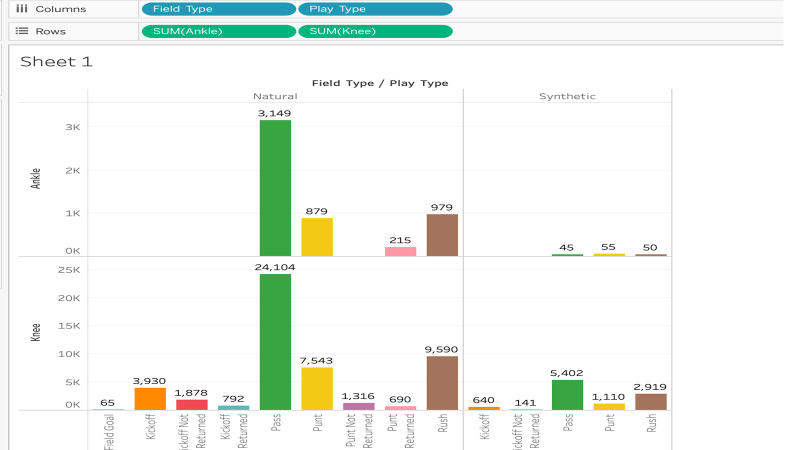 Columns Field Type Play Type
Rows SUM(Ankle) SUM(Knee)
Sheet 1
Field Type / Play Type
Natural Synthetic
Ankle
3K
2K
1K
0K
3,149
879
215
979
45
55
50
Knee
25K
20K
15K
10K
5K
0K
65
3,930
1,878
792
24,104
7,543
1,316
690
9,590
640
141
5,402
1,110
2,919
Field Goal
Kickoff
ickoff Not
Returned
Kickoff
Returned
Pass
Punt
Punt Not
Returned
Punt
Returned
Rush
Kickoff
ickoff Not
Returned
Pass
Punt
Rush